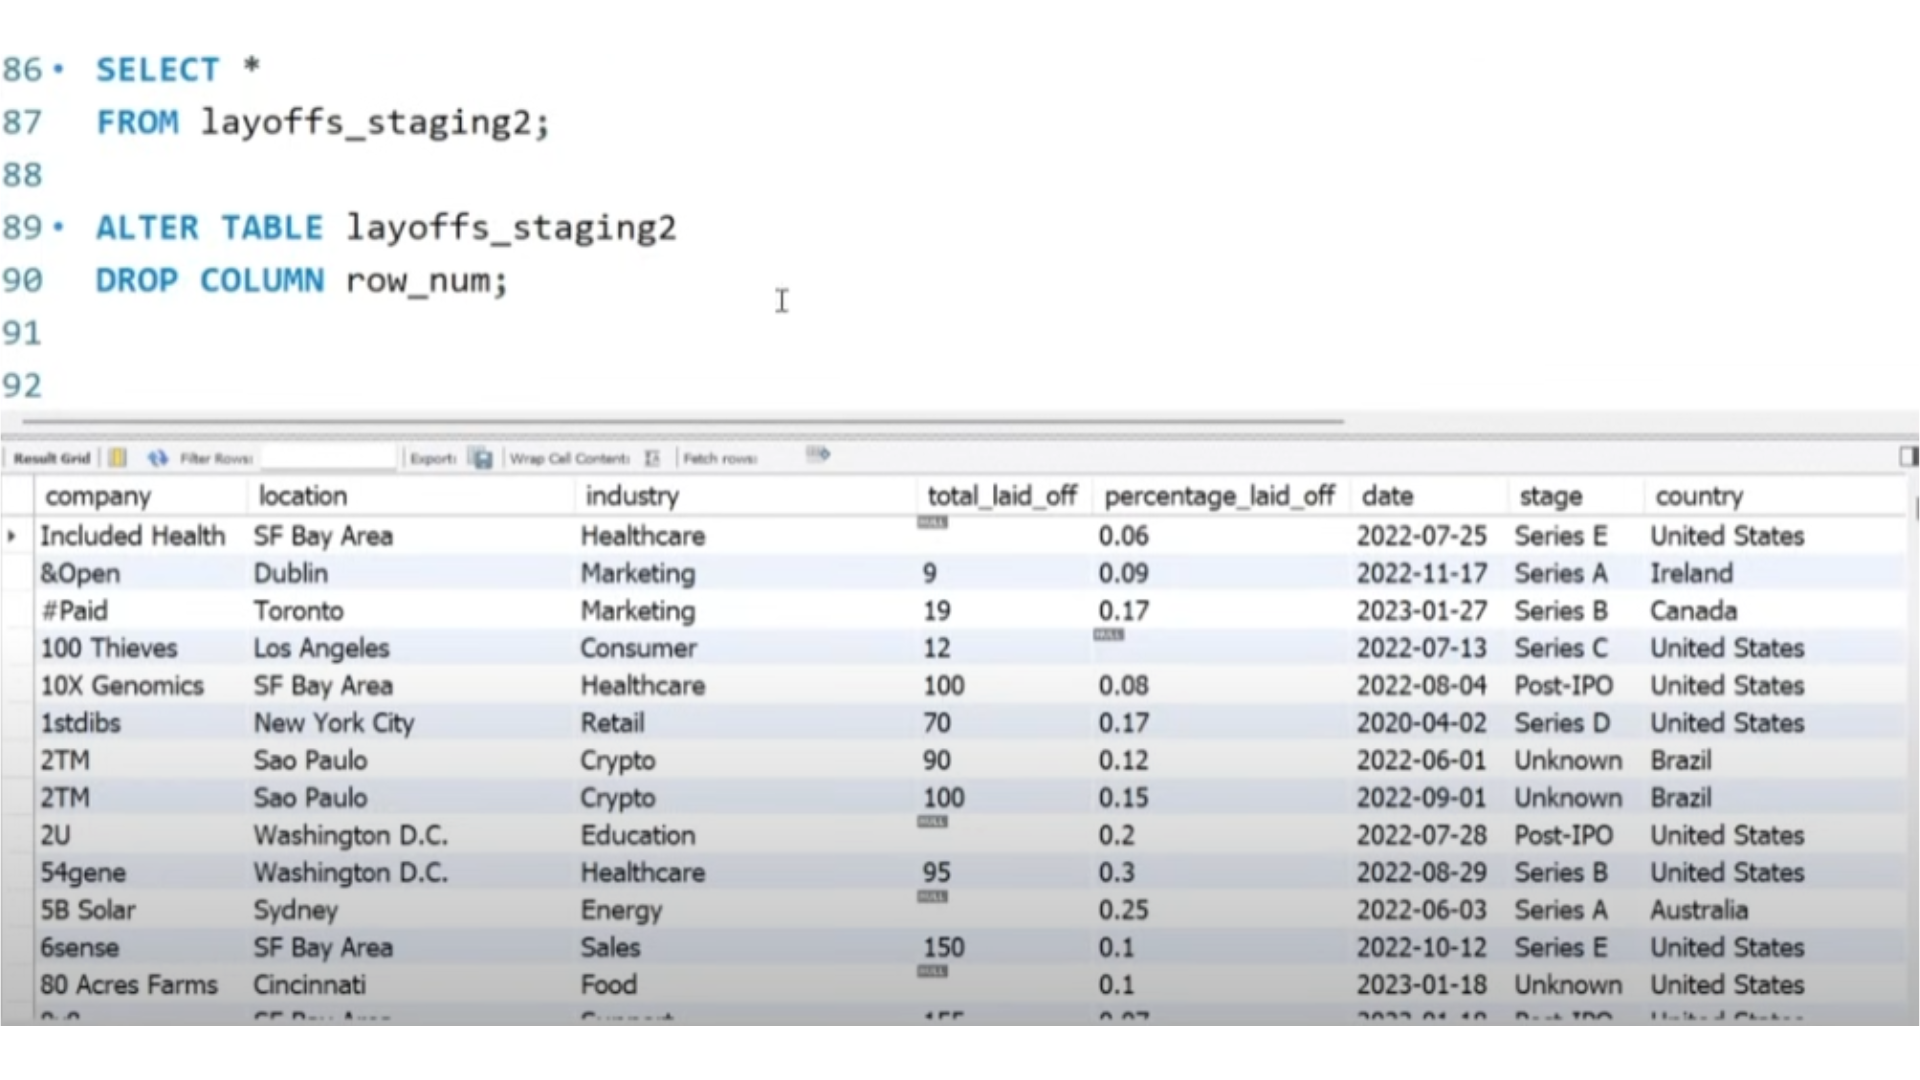 86 SELECT *
87 FROM layoffs_staging2;
88
89 ALTER TABLE layoffs_staging2
90 DROP COLUMN row_num;
91
92
Result Grid Filter Rows: Export: Wrap Cell Content: Fetch rows:
company location industry total_laid_off percentage_laid_off date stage country
Included Health SF Bay Area Healthcare NULL 0.06 2022-07-25 Series E United States
&Open Dublin Marketing 9 0.09 2022-11-17 Series A Ireland
#Paid Toronto Marketing 19 0.17 2023-01-27 Series B Canada
100 Thieves Los Angeles Consumer 12 NULL 2022-07-13 Series C United States
10X Genomics SF Bay Area Healthcare 100 0.08 2022-08-04 Post-IPO United States
1stdibs New York City Retail 70 0.17 2020-04-02 Series D United States
2TM Sao Paulo Crypto 90 0.12 2022-06-01 Unknown Brazil
2TM Sao Paulo Crypto 100 0.15 2022-09-01 Unknown Brazil
2U Washington D.C. Education NULL 0.2 2022-07-28 Post-IPO United States
54gene Washington D.C. Healthcare 95 0.3 2022-08-29 Series B United States
5B Solar Sydney Energy NULL 0.25 2022-06-03 Series A Australia
6sense SF Bay Area Sales 150 0.1 2022-10-12 Series E United States
80 Acres Farms Cincinnati Food NULL 0.1 2023-01-18 Unknown United States